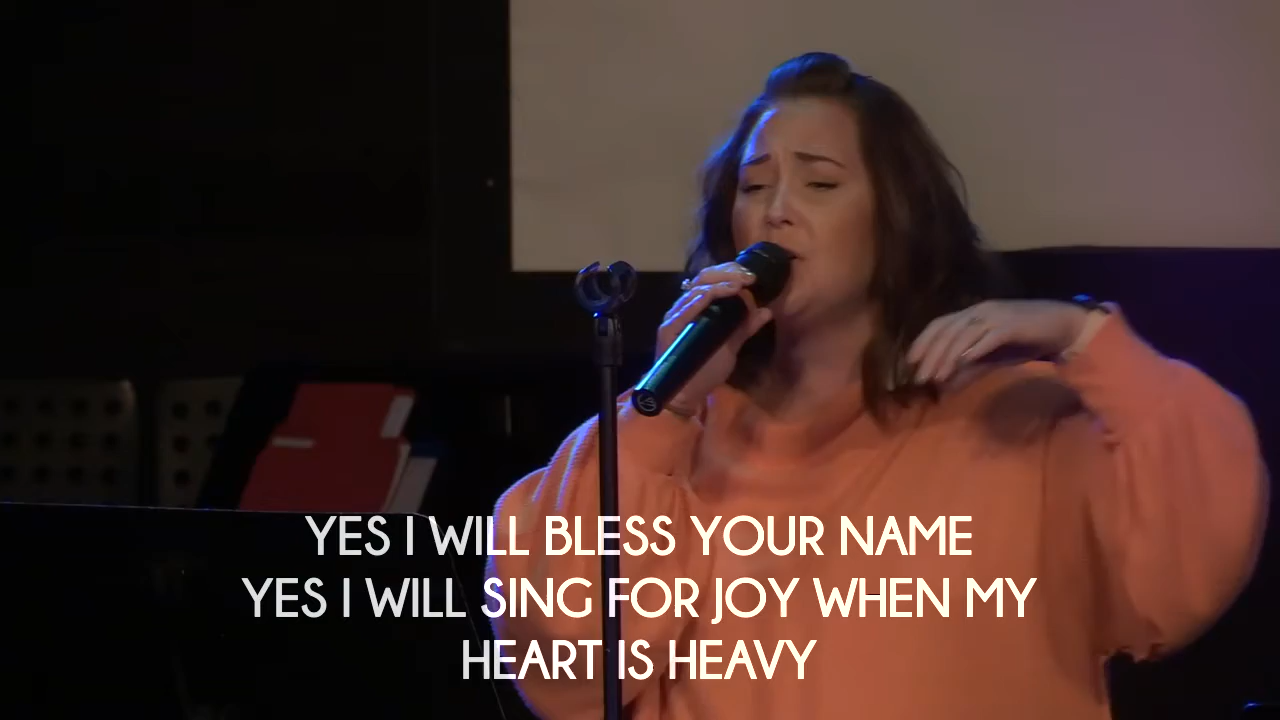 YES I WILL BLESS YOUR NAME
YES I WILL SING FOR JOY WHEN MY
HEART IS HEAVY